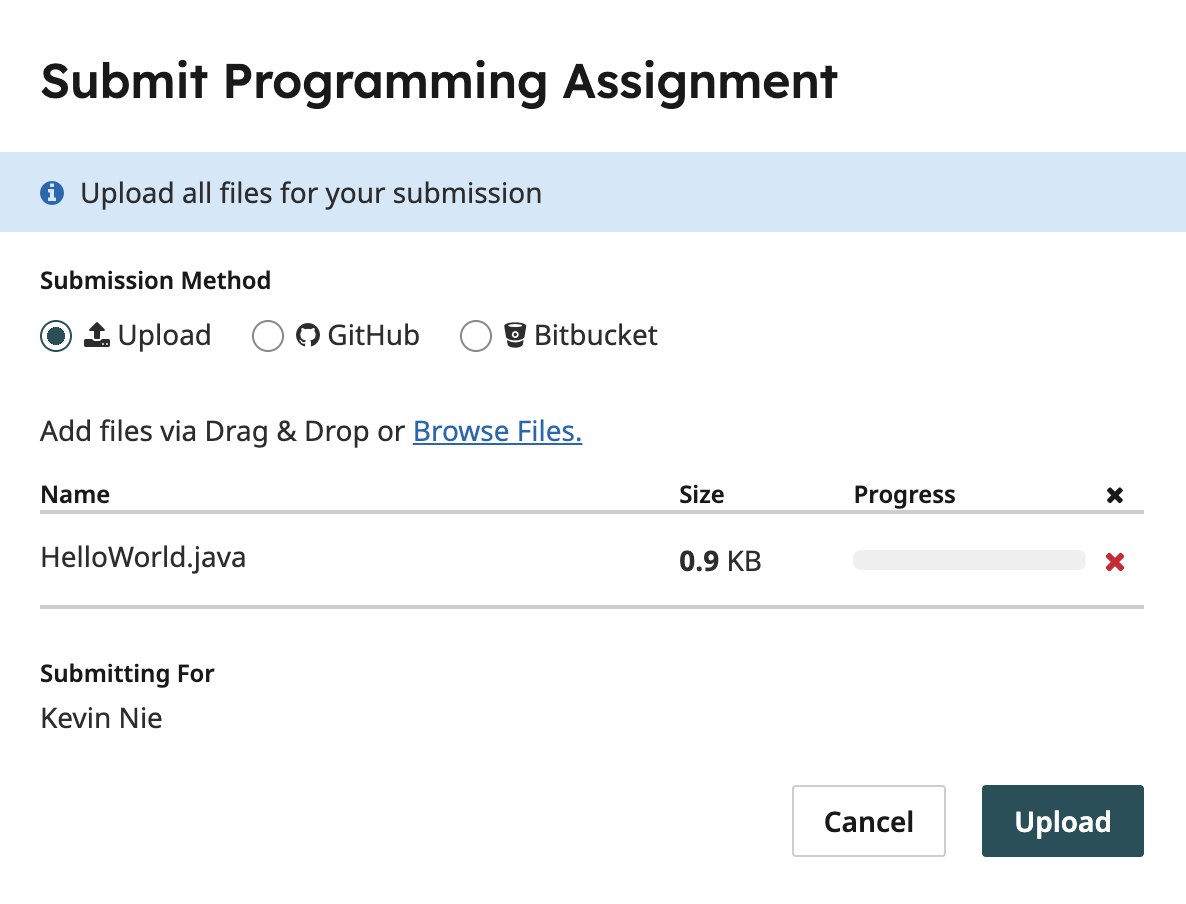 Submit Programming Assignment
Upload all files for your submission
Submission Method
Upload GitHub Bitbucket
Add files via Drag & Drop or Browse Files.
Name Size Progress
HelloWorld.java 0.9 KB
Submitting For
Kevin Nie
Cancel Upload